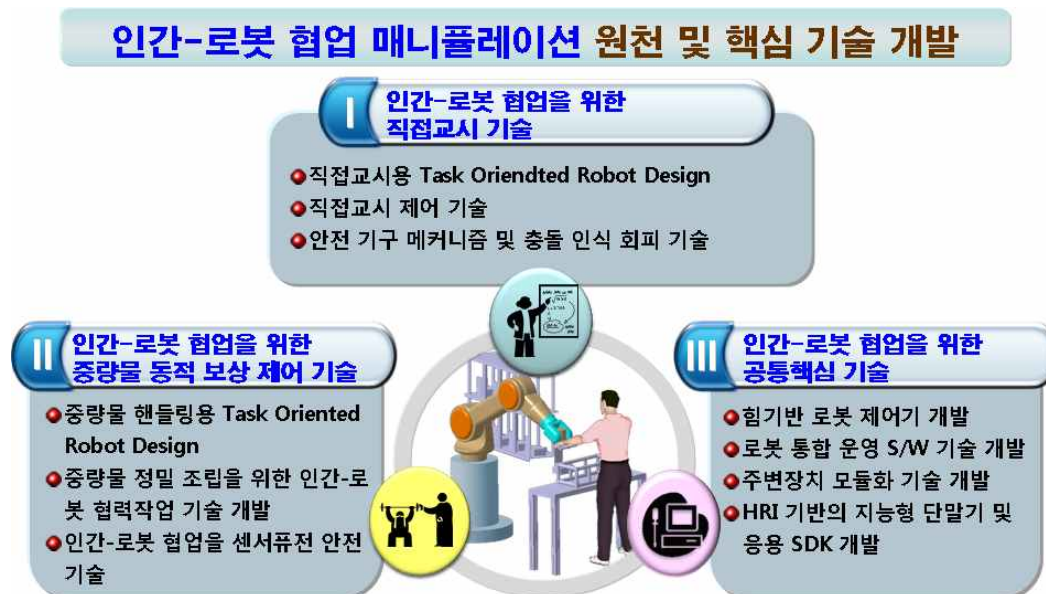 인간-로봇 협업 매니퓰레이션 원천 및 핵심 기술 개발
I
인간-로봇 협업을 위한
직접교시 기술
직접교시용 Task Oriendted Robot Design
직접교시 제어 기술
안전 기구 메커니즘 및 충돌 인식 회피 기술
II
인간-로봇 협업을 위한
중량물 동적 보상 제어 기술
중량물 핸들링용 Task Oriented
Robot Design
중량물 정밀 조립을 위한 인간-로
봇 협력작업 기술 개발
인간-로봇 협업을 센서퓨전 안전
기술
III
인간-로봇 협업을 위한
공통핵심 기술
힘기반 로봇 제어기 개발
로봇 통합 운영 S/W 기술 개발
주변장치 모듈화 기술 개발
HRI 기반의 지능형 단말기 및
응용 SDK 개발